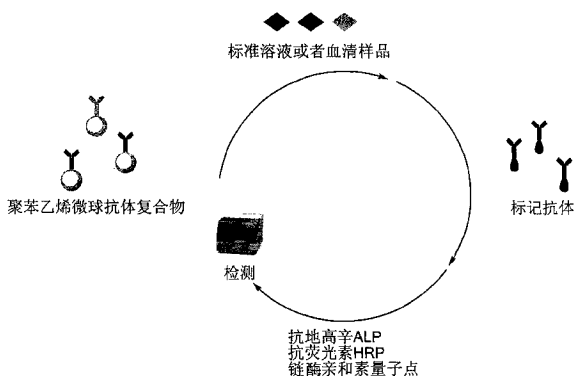 标准溶液或者血清样品
聚苯乙烯微球抗体复合物
标记抗体
检测
抗地高辛ALP
抗荧光素HRP
链酶亲和素量子点